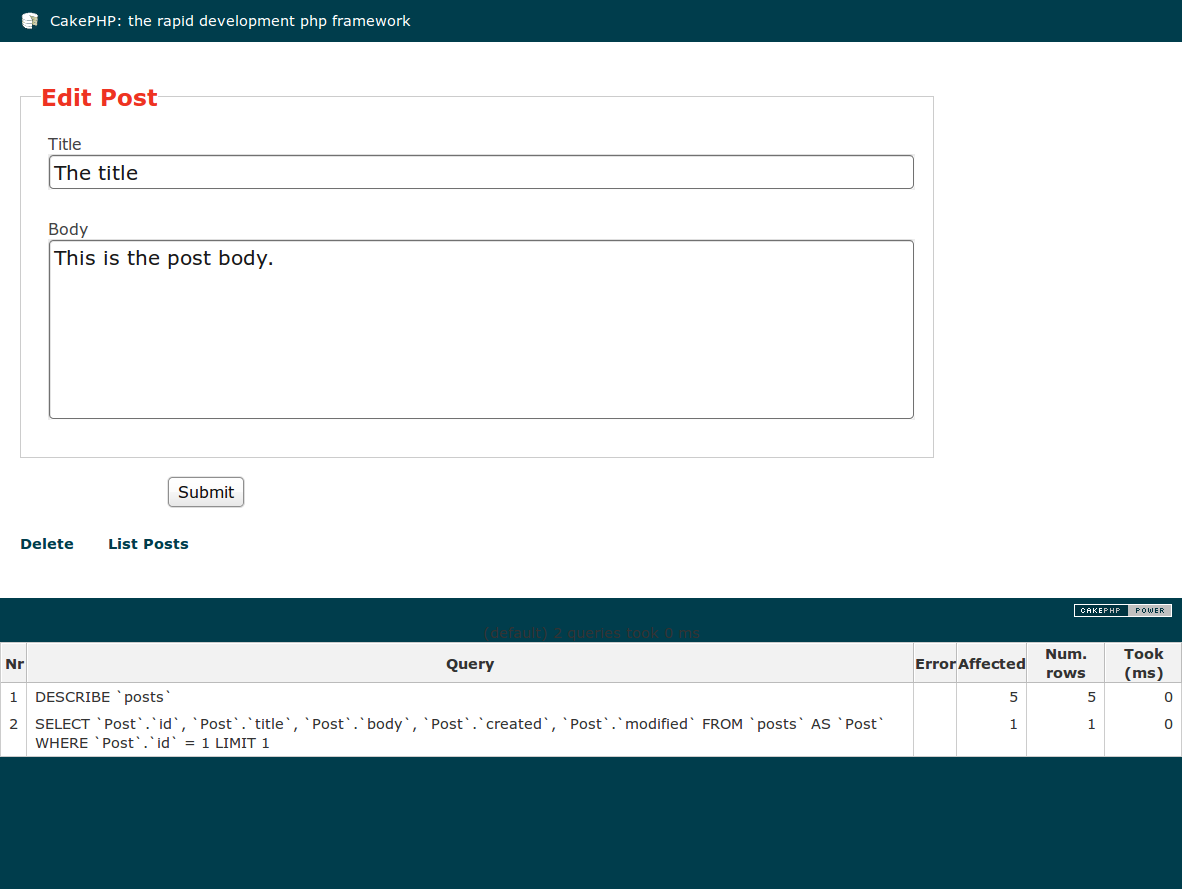 CakePHP: the rapid development php framework
Edit Post
Title
The title
Body
This is the post body.
Submit
Delete List Posts
CAKEPHP POWER
(default) 2 queries took 0 ms
Nr Query Error Affected Num. rows Took (ms)
1 DESCRIBE `posts` 5 5 0
2 SELECT `Post`.`id`, `Post`.`title`, `Post`.`body`, `Post`.`created`, `Post`.`modified` FROM `posts` AS `Post` 1 1 0
WHERE `Post`.`id` = 1 LIMIT 1